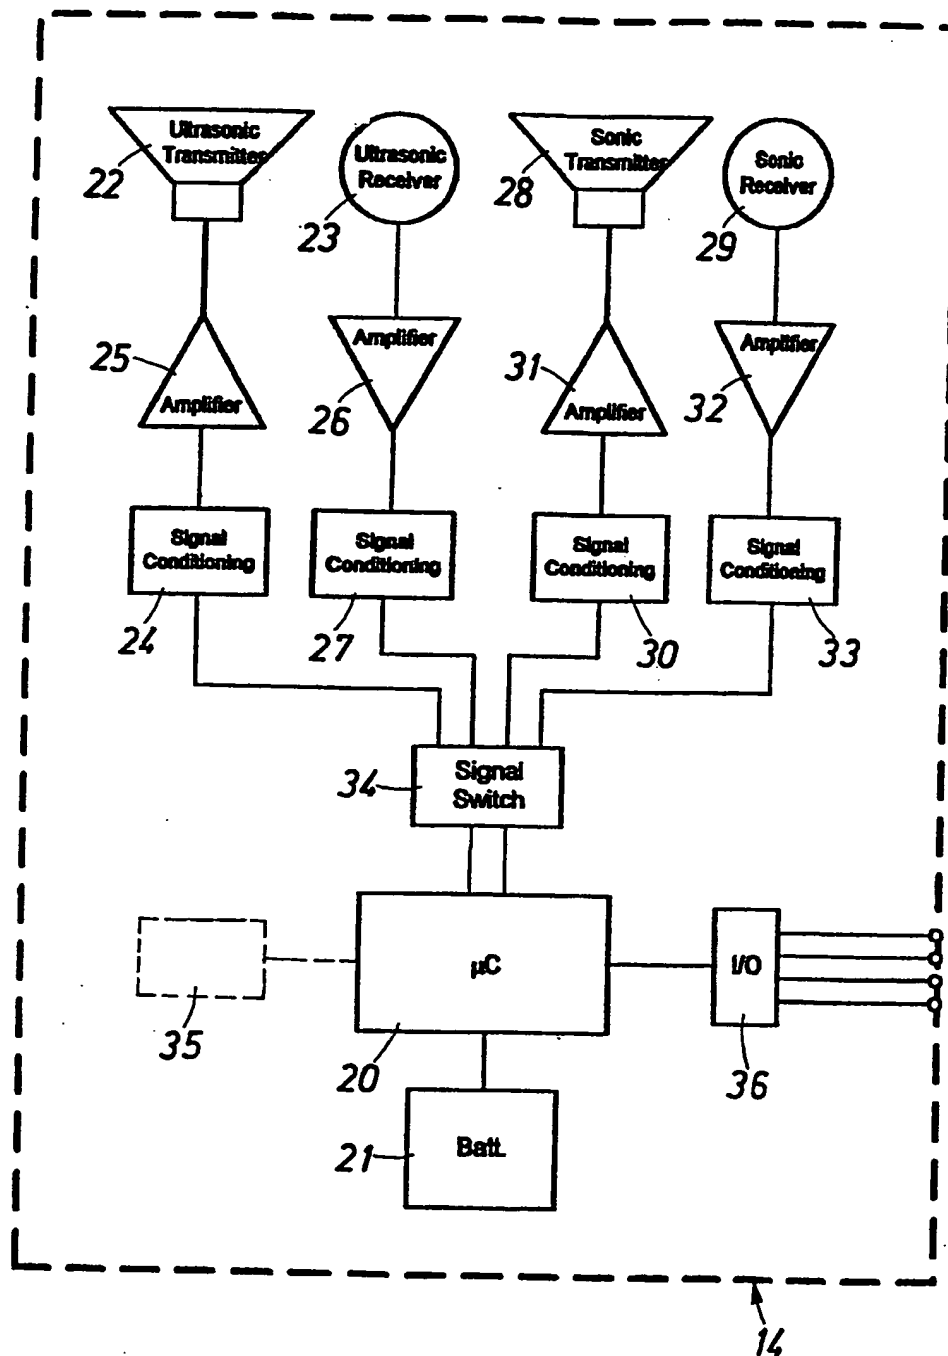 Ultrasonic
Transmitter
22
Ultrasonic
Receiver
23
Sonic
Transmitter
28
Sonic
Receiver
29
25
Amplifier
Amplifier
26
31
Amplifier
Amplifier
32
Signal
Conditioning
24
Signal
Conditioning
27
Signal
Conditioning
30
Signal
Conditioning
33
34
Signal
Switch
35
µC
20
I/O
36
21
Batt.
14